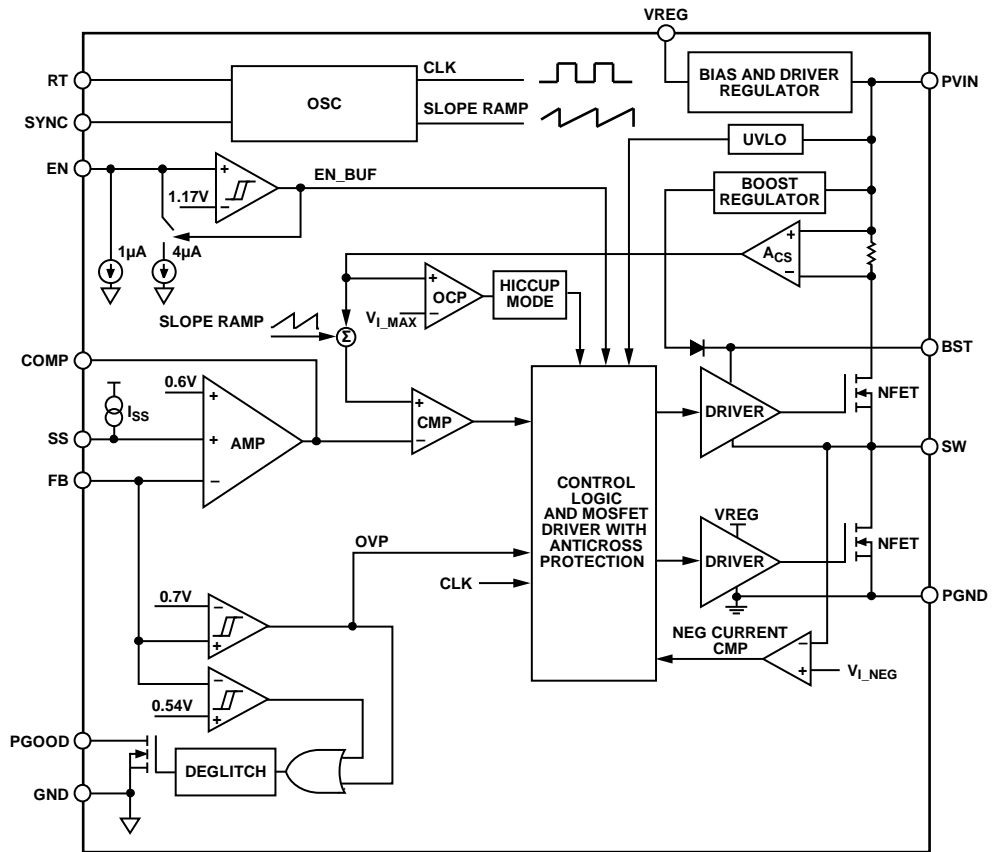 VREG
RT
OSC
CLK
BIAS AND DRIVER
REGULATOR
PVIN
SYNC
SLOPE RAMP
UVLO
EN
+
1.17V
−
EN_BUF
BOOST
REGULATOR
1µA
4µA
+
ACS
−
+
OCP
−
HICCUP
MODE
VI_MAX
SLOPE RAMP
Σ
COMP
BST
0.6V
+
ISS
AMP
SS
+
FB
−
+
CMP
−
DRIVER
NFET
SW
CONTROL
LOGIC
AND MOSFET
DRIVER WITH
ANTICROSS
PROTECTION
VREG
DRIVER
NFET
OVP
CLK
PGND
0.7V
−
+
NEG CURRENT
CMP
−
+
VI_NEG
−
0.54V
+
PGOOD
DEGLITCH
GND